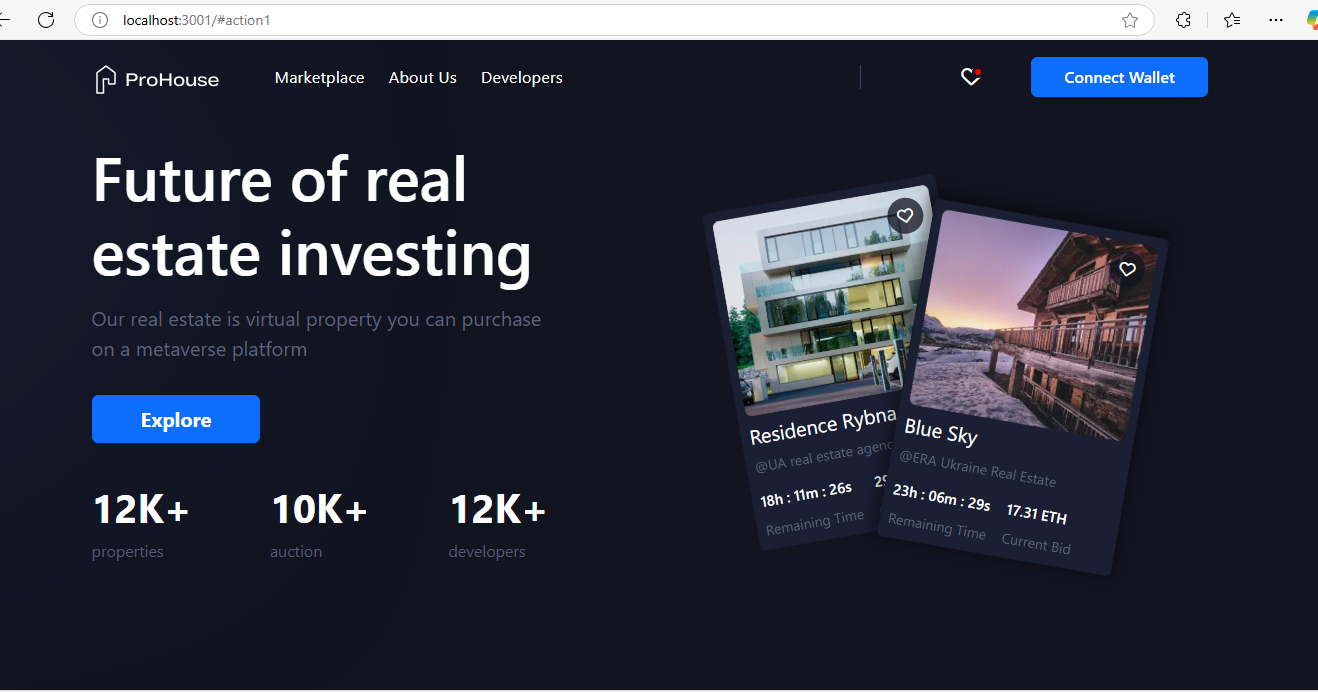 localhost:3001/#action1
ProHouse
Marketplace
About Us
Developers
Connect Wallet
Future of real
estate investing
Our real estate is virtual property you can purchase
on a metaverse platform
Explore
12K+
10K+
12K+
properties
auction
developers
Residence Rybna
@UA real estate agenc
18h : 11m : 26s
Remaining Time
Blue Sky
@ERA Ukraine Real Estate
23h : 06m : 29s
17.31 ETH
Remaining Time
Current Bid